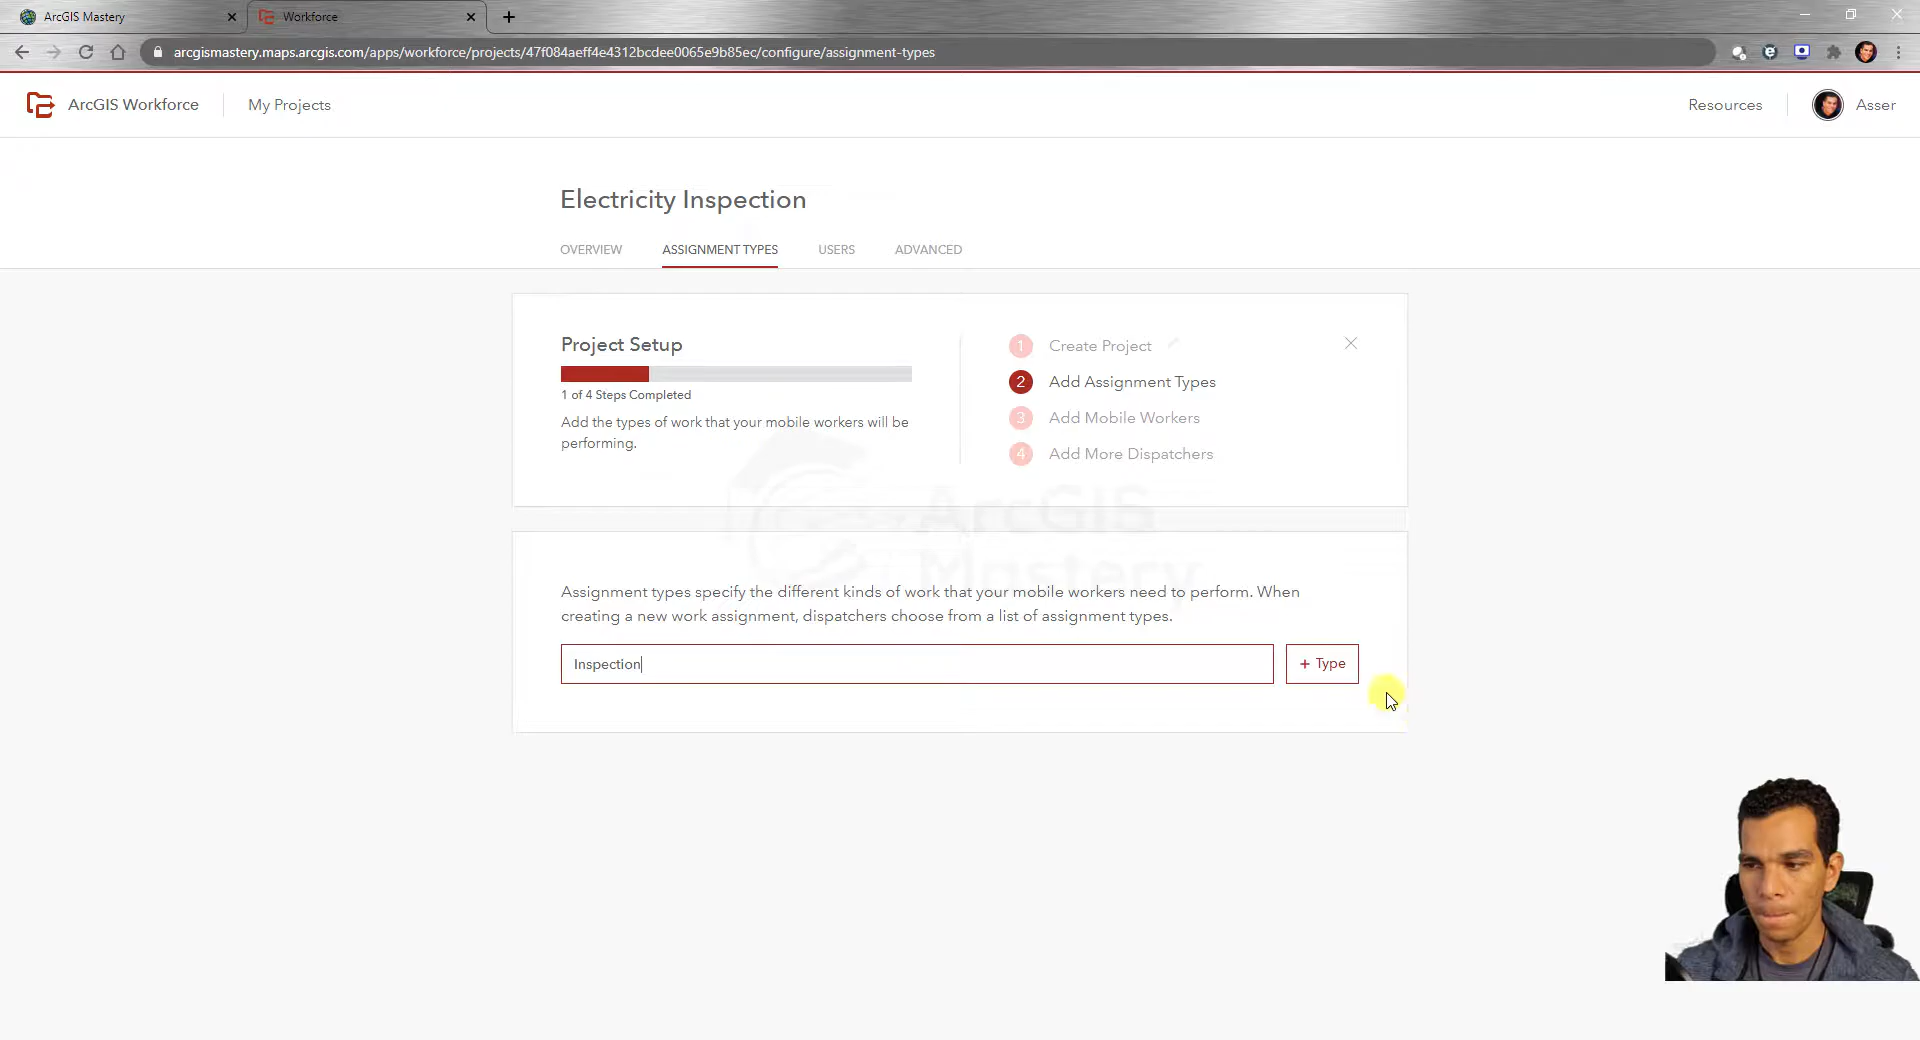 ArcGIS Mastery
Workforce
arcgismastery.maps.arcgis.com/apps/workforce/projects/47f084aeff4e4312bcdee0065e9b85ec/configure/assignment-types
ArcGIS Workforce
My Projects
Resources
Asser
Electricity Inspection
OVERVIEW
ASSIGNMENT TYPES
USERS
ADVANCED
Project Setup
1 of 4 Steps Completed
Add the types of work that your mobile workers will be
performing.
1 Create Project
2 Add Assignment Types
3 Add Mobile Workers
4 Add More Dispatchers
ArcGIS
Mastery
Assignment types specify the different kinds of work that your mobile workers need to perform. When
creating a new work assignment, dispatchers choose from a list of assignment types.
Inspection
+ Type